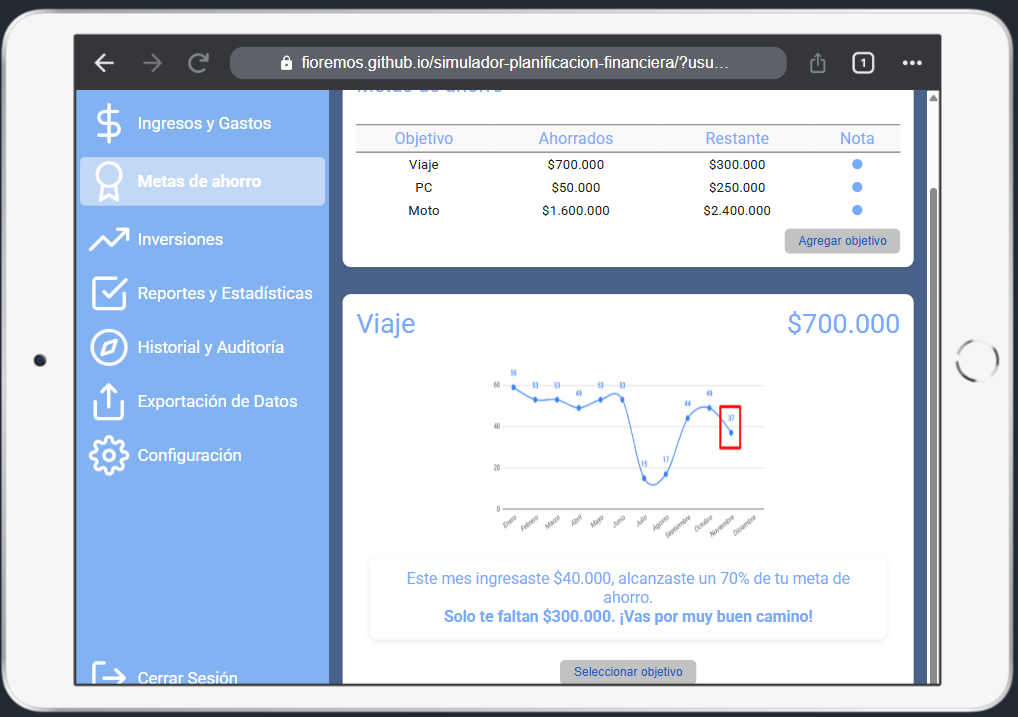 fioremos.github.io/simulador-planificacion-financiera/?usu...
1
Ingresos y Gastos
Metas de ahorro
Inversiones
Reportes y Estadísticas
Historial y Auditoría
Exportación de Datos
Configuración
Cerrar Sesión
Metas de ahorro
Objetivo Ahorrados Restante Nota
Viaje $700.000 $300.000
PC $50.000 $250.000
Moto $1.600.000 $2.400.000
Agregar objetivo
Viaje $700.000
60
40
20
0
59 53 53 49 53 53 15 17 44 49 37
Enero Febrero Marzo Abril Mayo Junio Julio Agosto Septiembre Octubre Noviembre Diciembre
Este mes ingresaste $40.000, alcanzaste un 70% de tu meta de
ahorro.
Solo te faltan $300.000. ¡Vas por muy buen camino!
Seleccionar objetivo